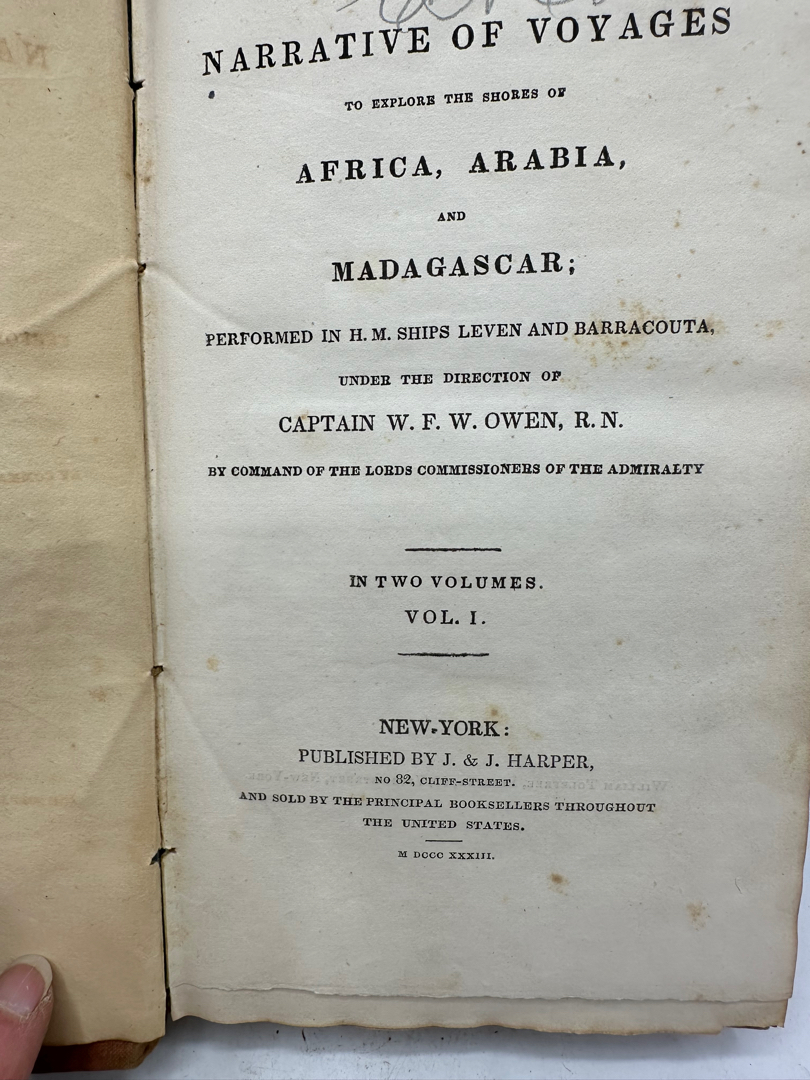 NARRATIVE OF VOYAGES
TO EXPLORE THE SHORES OF
AFRICA, ARABIA,
AND
MADAGASCAR;
PERFORMED IN H. M. SHIPS LEVEN AND BARRACOUTA,
UNDER THE DIRECTION OF
CAPTAIN W. F. W. OWEN, R. N.
BY COMMAND OF THE LORDS COMMISSIONERS OF THE ADMIRALTY
IN TWO VOLUMES.
VOL. I.
NEW-YORK:
PUBLISHED BY J. & J. HARPER,
NO 82, CLIFF-STREET.
AND SOLD BY THE PRINCIPAL BOOKSELLERS THROUGHOUT
THE UNITED STATES.
M DCCC XXXIII.